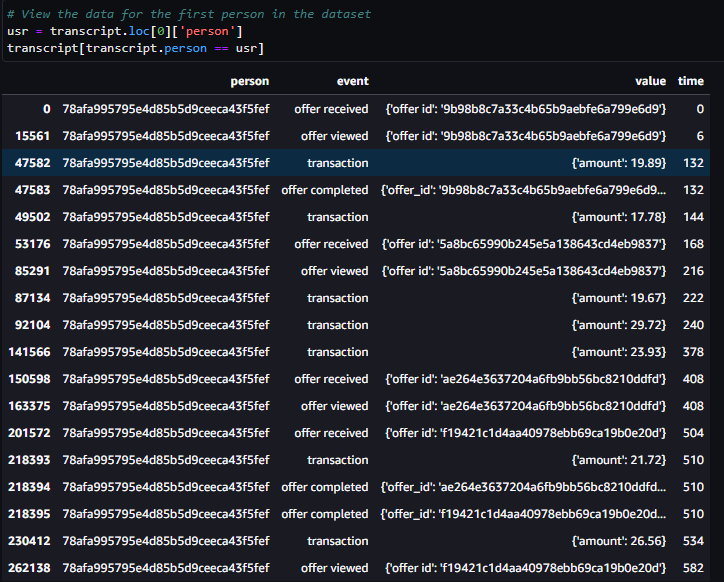 # View the data for the first person in the dataset
usr = transcript.loc[0]['person']
transcript[transcript.person == usr]
person event value time
0 78afa995795e4d85b5d9ceeca43f5fef offer received {'offer id': '9b98b8c7a33c4b65b9aebfe6a799e6d9'} 0
15561 78afa995795e4d85b5d9ceeca43f5fef offer viewed {'offer id': '9b98b8c7a33c4b65b9aebfe6a799e6d9'} 6
47582 78afa995795e4d85b5d9ceeca43f5fef transaction {'amount': 19.89} 132
47583 78afa995795e4d85b5d9ceeca43f5fef offer completed {'offer_id': '9b98b8c7a33c4b65b9aebfe6a799e6d9... 132
49502 78afa995795e4d85b5d9ceeca43f5fef transaction {'amount': 17.78} 144
53176 78afa995795e4d85b5d9ceeca43f5fef offer received {'offer id': '5a8bc65990b245e5a138643cd4eb9837'} 168
85291 78afa995795e4d85b5d9ceeca43f5fef offer viewed {'offer id': '5a8bc65990b245e5a138643cd4eb9837'} 216
87134 78afa995795e4d85b5d9ceeca43f5fef transaction {'amount': 19.67} 222
92104 78afa995795e4d85b5d9ceeca43f5fef transaction {'amount': 29.72} 240
141566 78afa995795e4d85b5d9ceeca43f5fef transaction {'amount': 23.93} 378
150598 78afa995795e4d85b5d9ceeca43f5fef offer received {'offer id': 'ae264e3637204a6fb9bb56bc8210ddfd'} 408
163375 78afa995795e4d85b5d9ceeca43f5fef offer viewed {'offer id': 'ae264e3637204a6fb9bb56bc8210ddfd'} 408
201572 78afa995795e4d85b5d9ceeca43f5fef offer received {'offer id': 'f19421c1d4aa40978ebb69ca19b0e20d'} 504
218393 78afa995795e4d85b5d9ceeca43f5fef transaction {'amount': 21.72} 510
218394 78afa995795e4d85b5d9ceeca43f5fef offer completed {'offer_id': 'ae264e3637204a6fb9bb56bc8210ddfd... 510
218395 78afa995795e4d85b5d9ceeca43f5fef offer completed {'offer_id': 'f19421c1d4aa40978ebb69ca19b0e20d... 510
230412 78afa995795e4d85b5d9ceeca43f5fef transaction {'amount': 26.56} 534
262138 78afa995795e4d85b5d9ceeca43f5fef offer viewed {'offer id': 'f19421c1d4aa40978ebb69ca19b0e20d'} 582